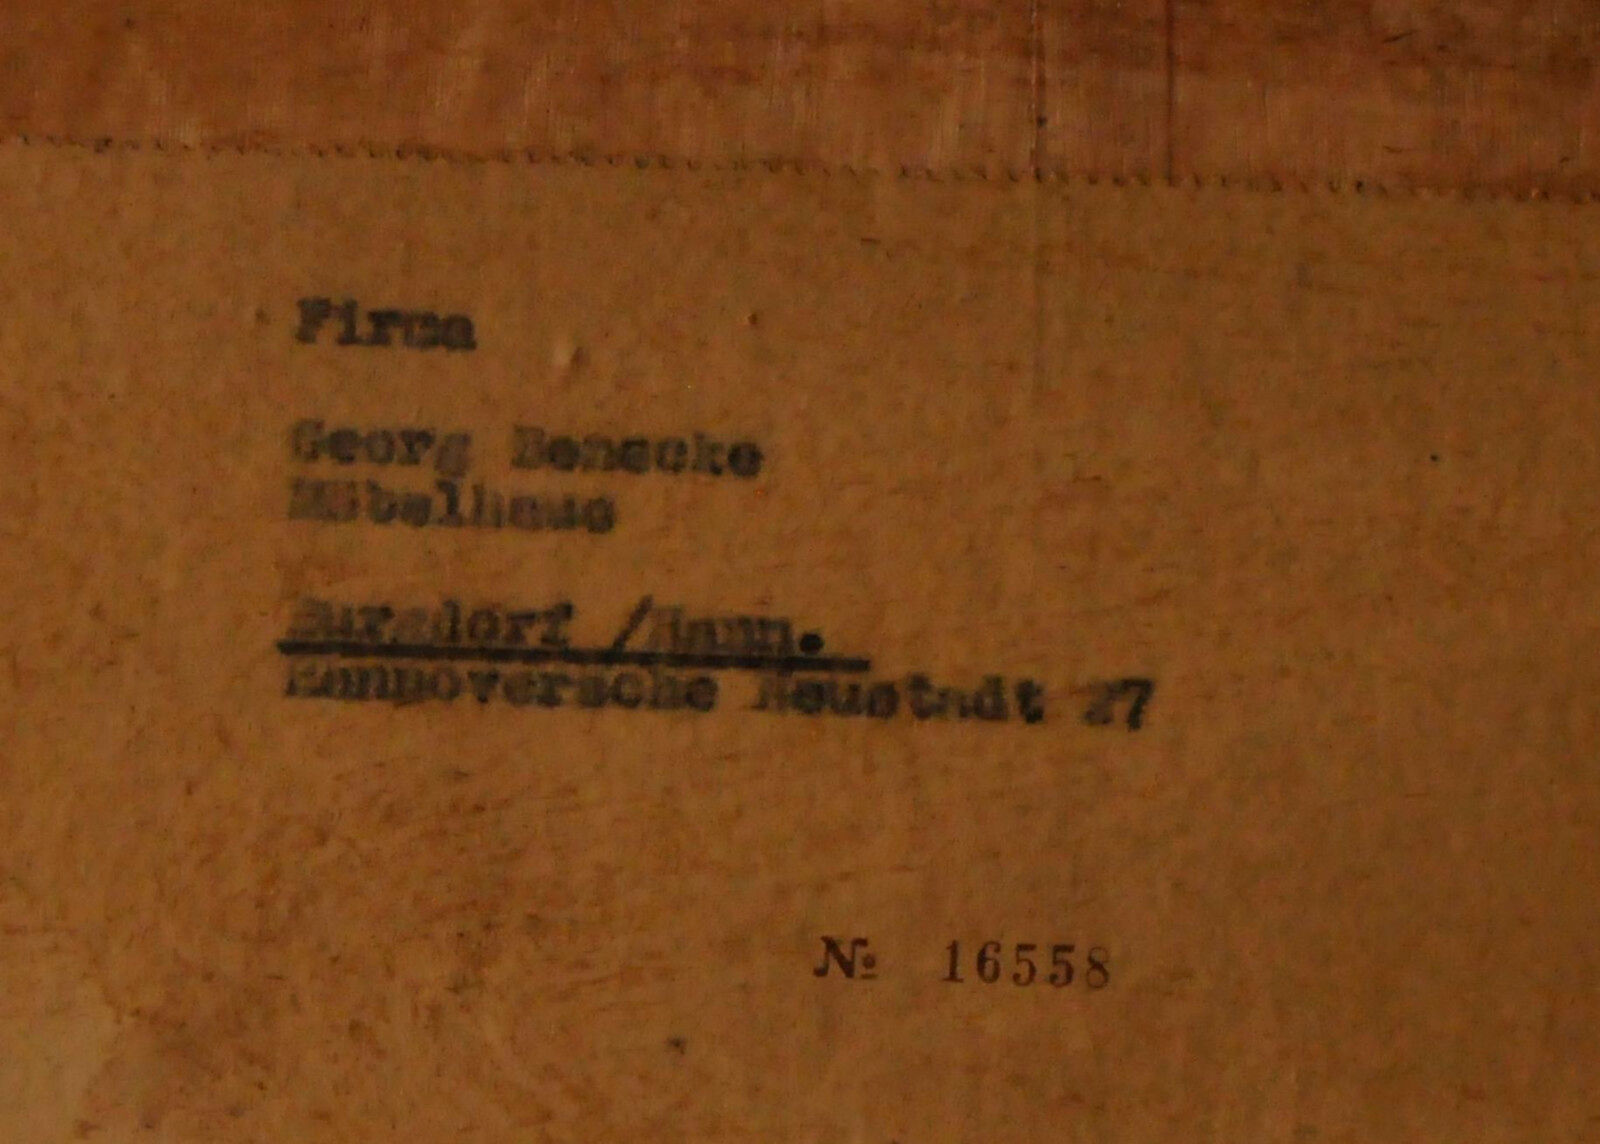 Firma
Georg Benecke
Möbelhaus
Burgdorf /Hann.
Hannoversche Neustadt 27
№ 16558